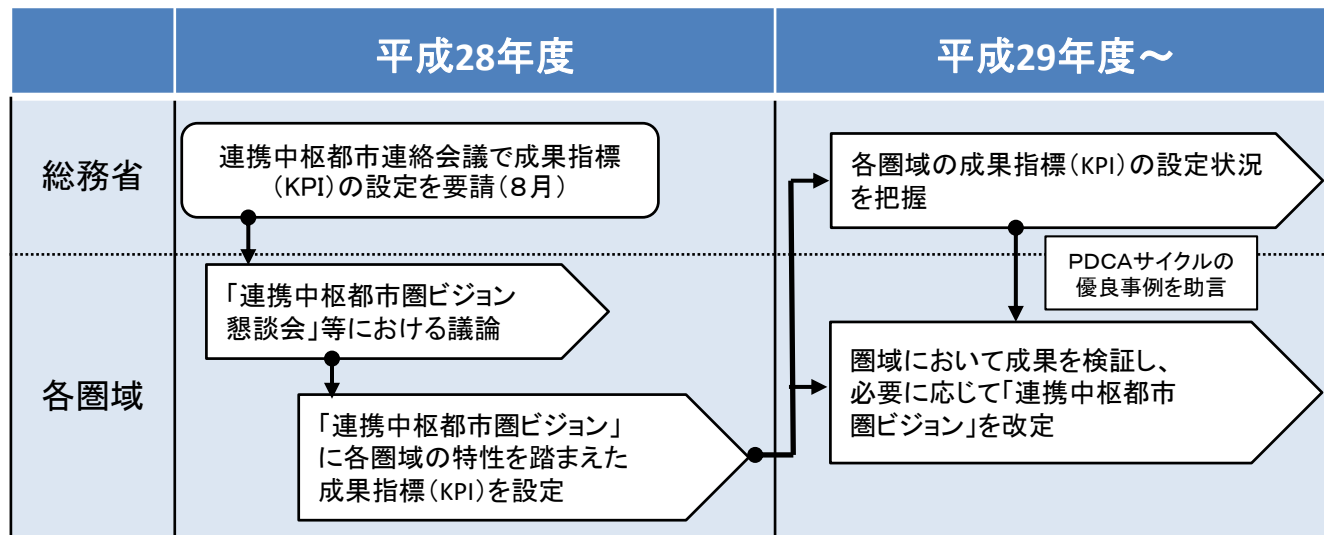 平成28年度
平成29年度～
総務省
連携中枢都市連絡会議で成果指標
（KPI）の設定を要請（８月）
各圏域の成果指標（KPI）の設定状況
を把握
PDCAサイクルの
優良事例を助言
各圏域
「連携中枢都市圏ビジョン
懇談会」等における議論
「連携中枢都市圏ビジョン」
に各圏域の特性を踏まえた
成果指標（KPI）を設定
圏域において成果を検証し、
必要に応じて「連携中枢都市
圏ビジョン」を改定